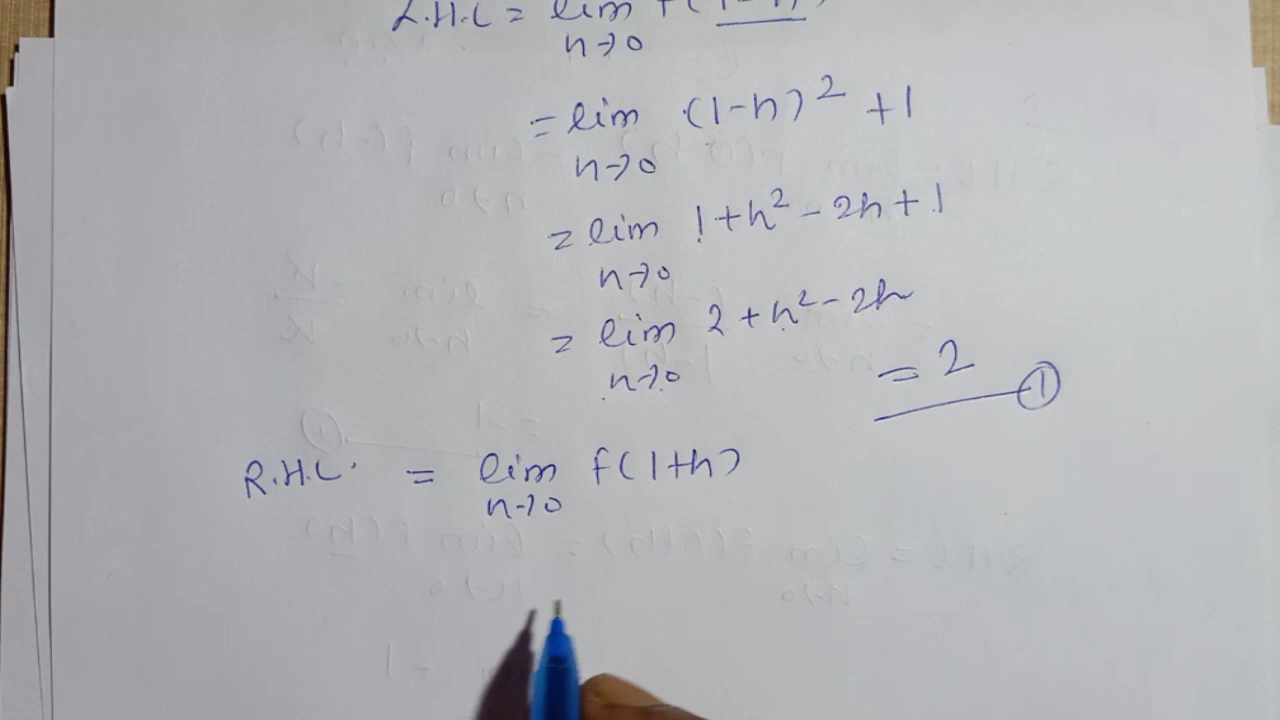 L.H.L = lim f(1-h)
h→0
= lim (1-h)² + 1
h→0
= lim 1+h² - 2h + 1
h→0
= lim 2 + h² - 2h
h→0
= 2 ①
R.H.L. = lim f(1+h)
h→0